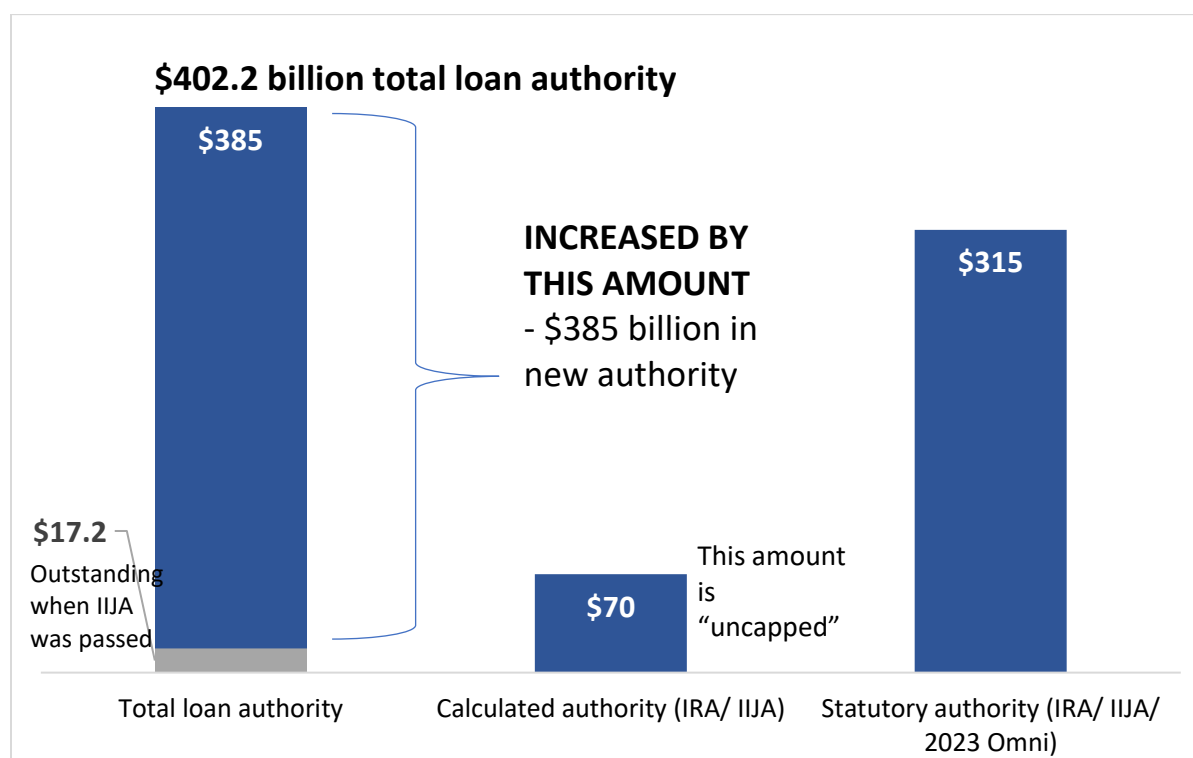 $402.2 billion total loan authority
$385
INCREASED BY
THIS AMOUNT
- $385 billion in
new authority
$315
$17.2
Outstanding
when IIJA
was passed
This amount
is
“uncapped”
$70
Total loan authority
Calculated authority (IRA/ IIJA)
Statutory authority (IRA/ IIJA/
2023 Omni)